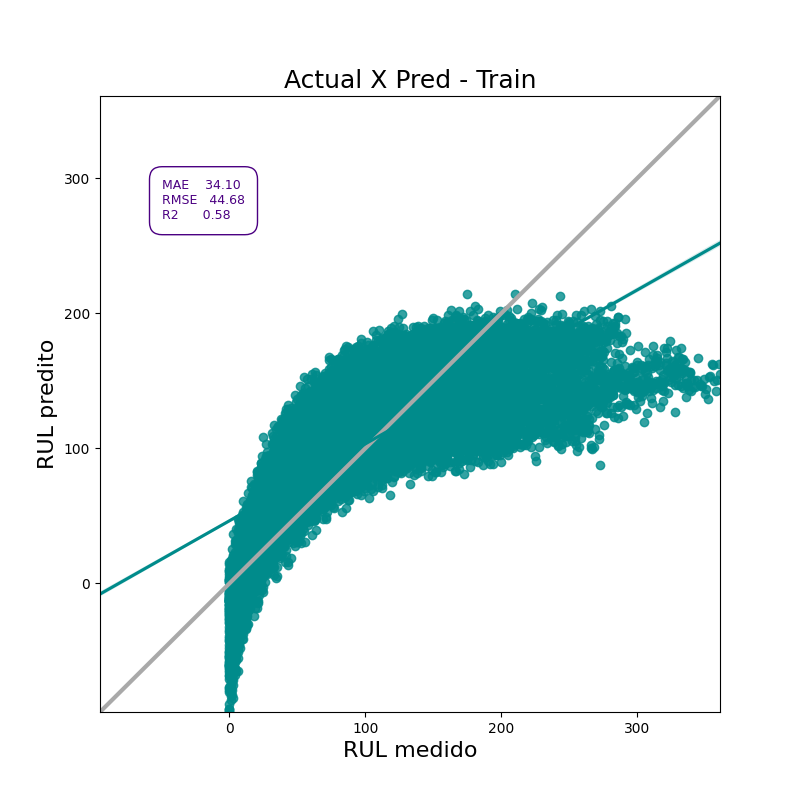 Actual X Pred - Train
MAE 34.10
RMSE 44.68
R2 0.58
300
200
100
0
RUL predito
0 100 200 300
RUL medido